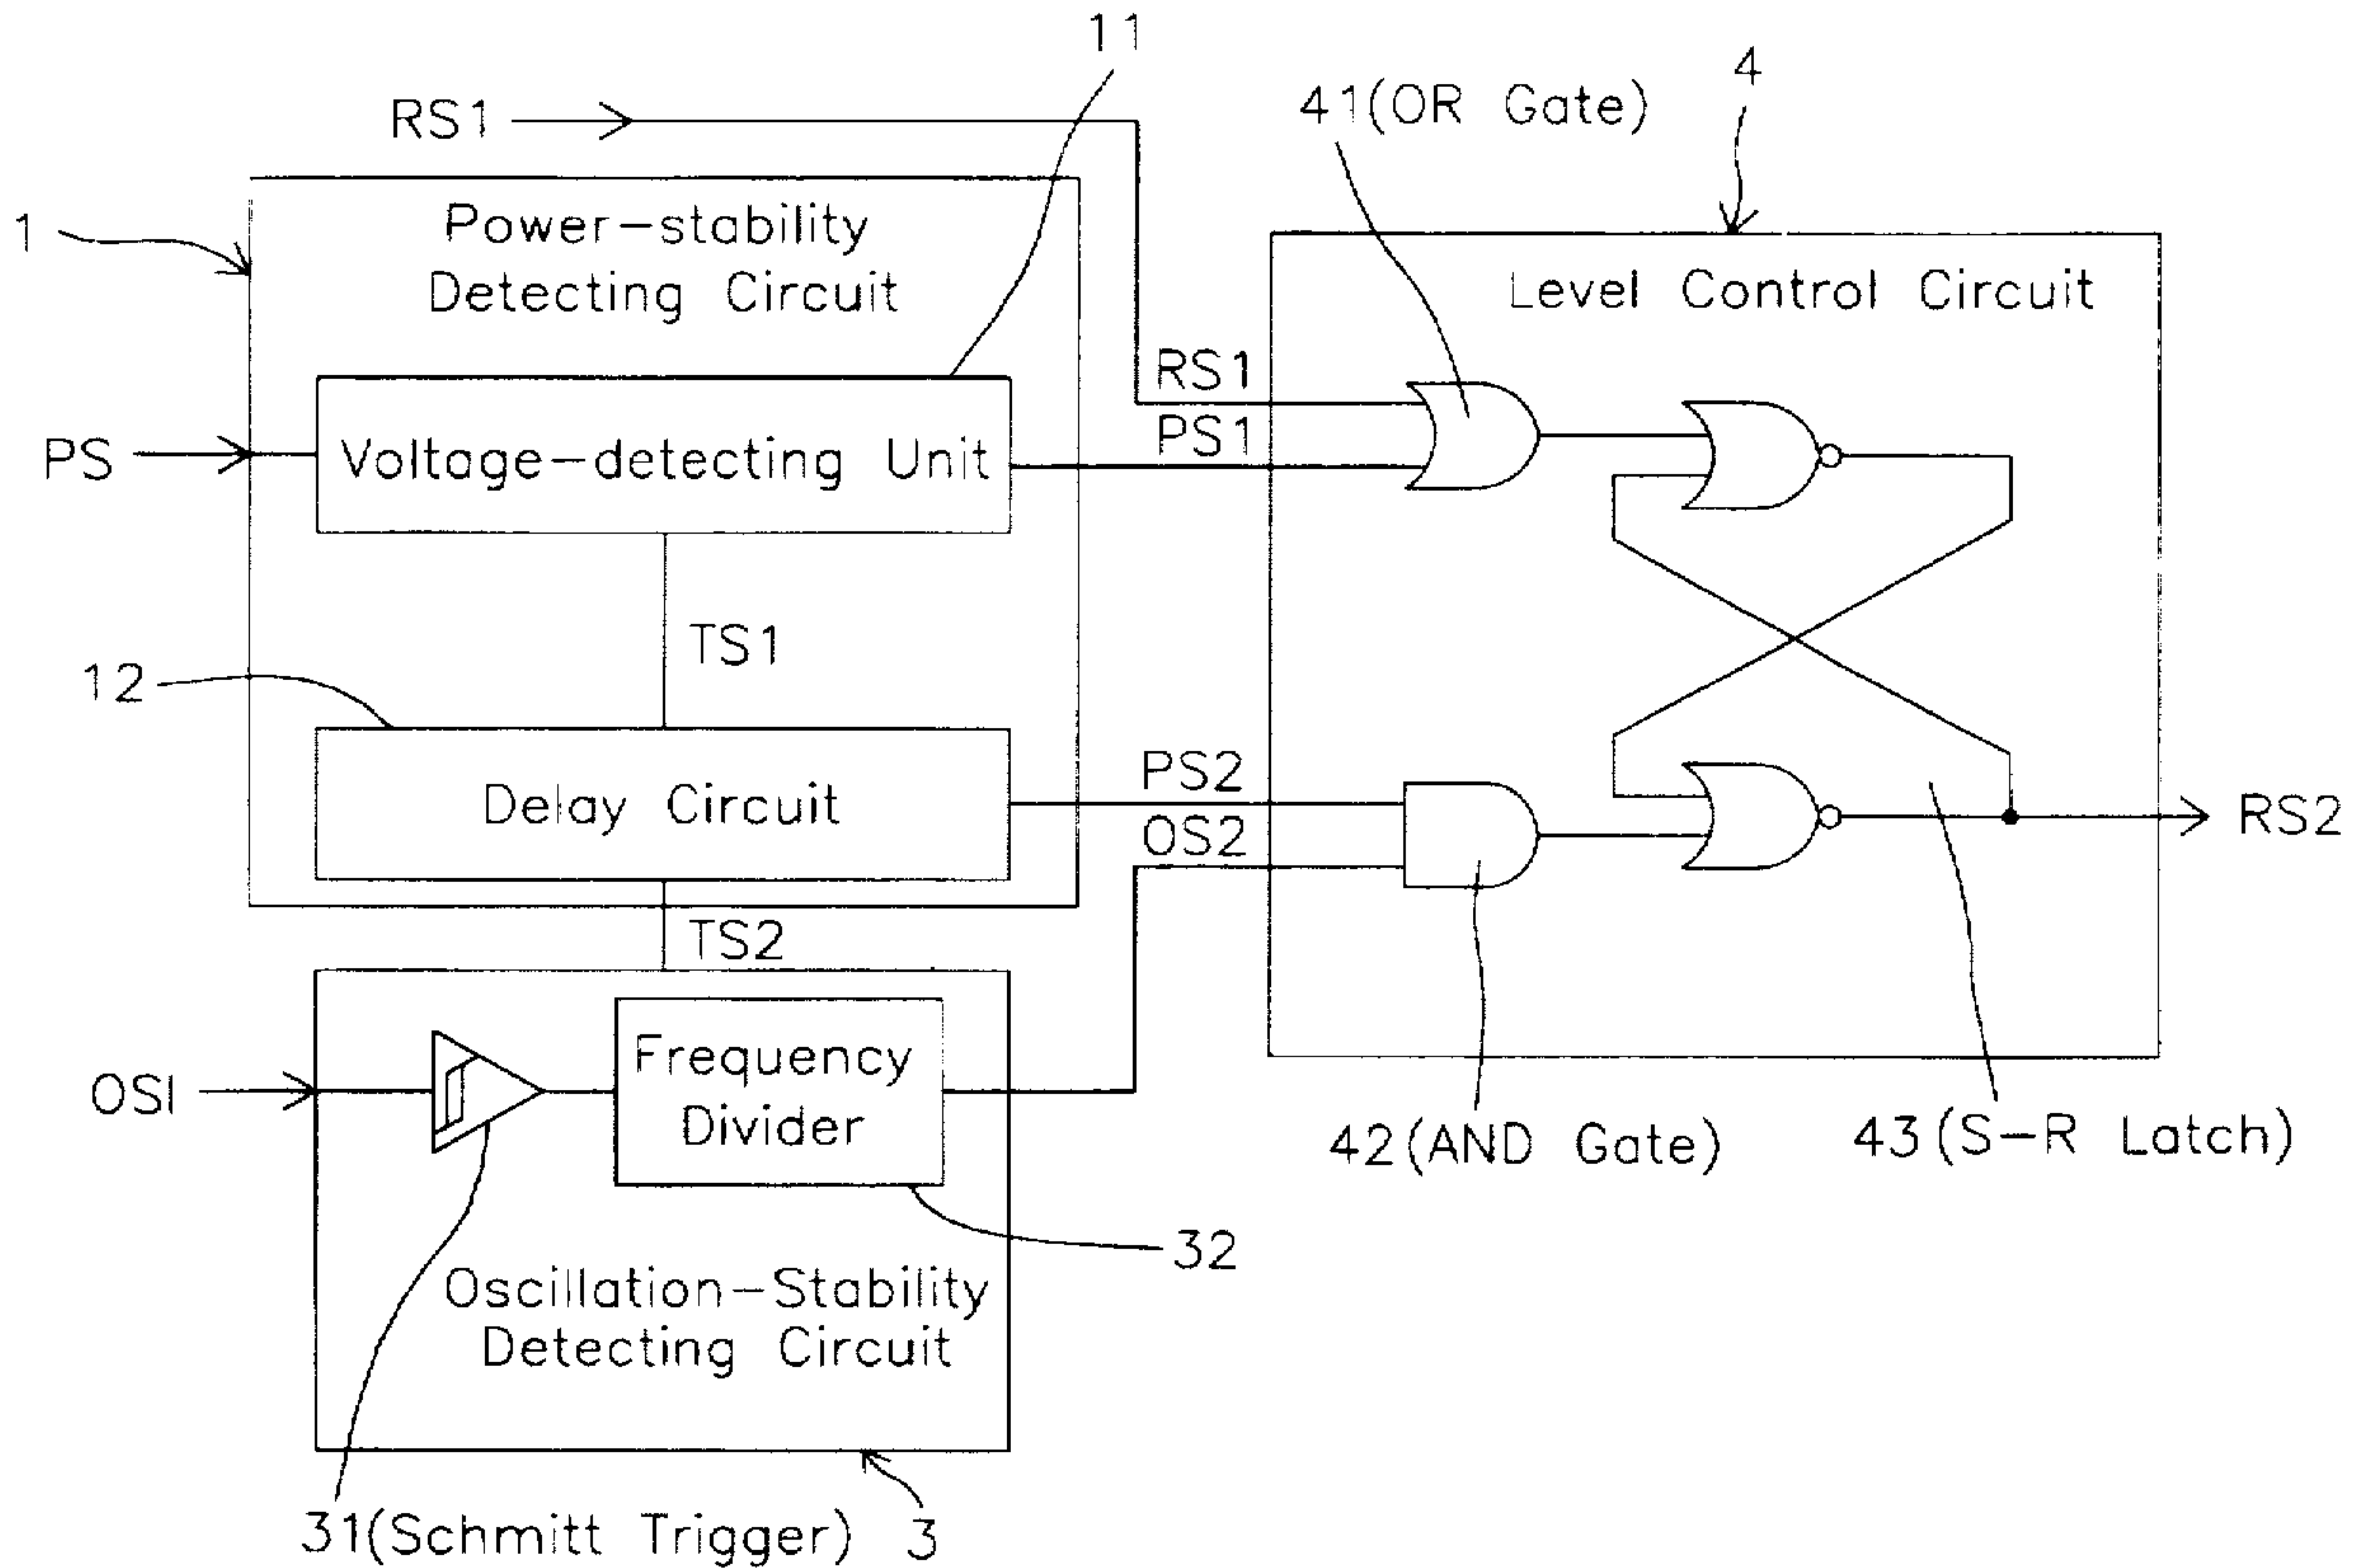 11
4
RS1
41(OR Gate)
1
Power-stability
Detecting Circuit
Level Control Circuit
RS1
PS1
PS
Voltage-detecting Unit
TS1
12
PS2
Delay Circuit
OS2
RS2
TS2
Frequency
Divider
OSI
42(AND Gate)
43(S-R Latch)
32
Oscillation-Stability
Detecting Circuit
31(Schmitt Trigger)
3